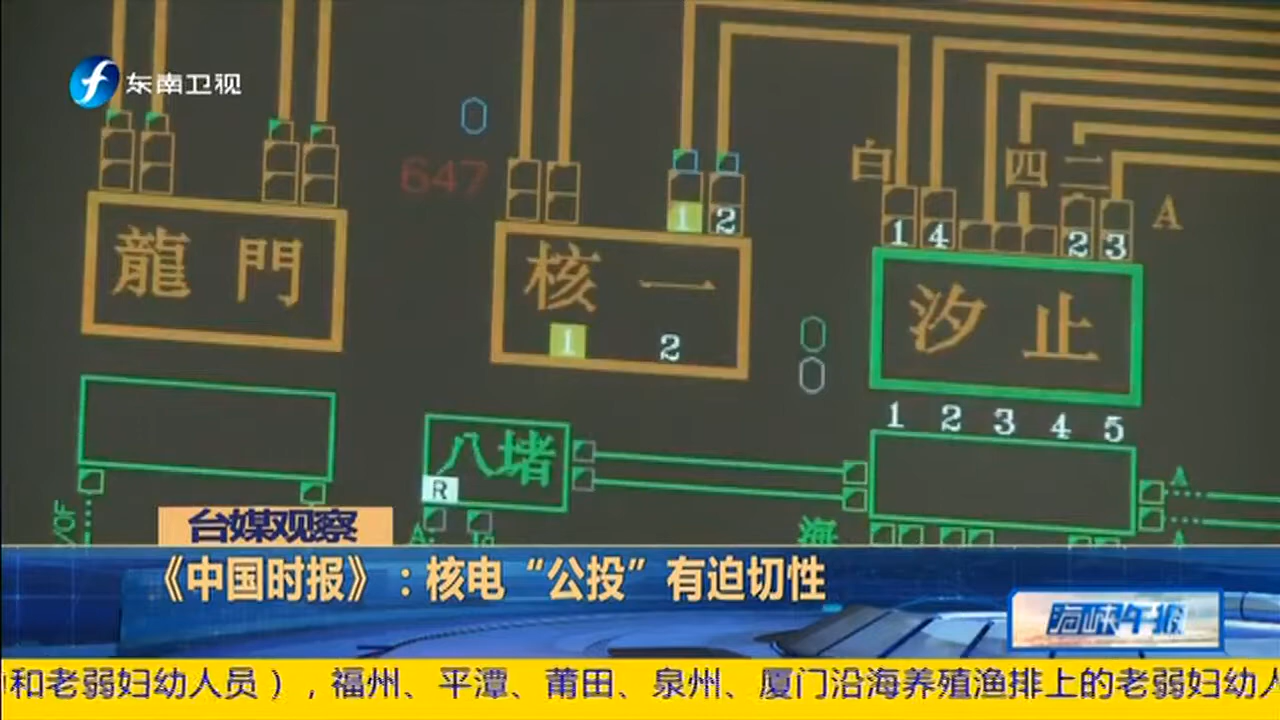 东南卫视
647
白
四 二
A
1 2
1 4 2 3
龍門
核一
1 2
汐止
1 2 3 4 5
八堵
R
A
海
A
A
台媒观察
《中国时报》:核电“公投”有迫切性
海峡午报
和老弱妇幼人员),福州、平潭、莆田、泉州、厦门沿海养殖渔排上的老弱妇幼人